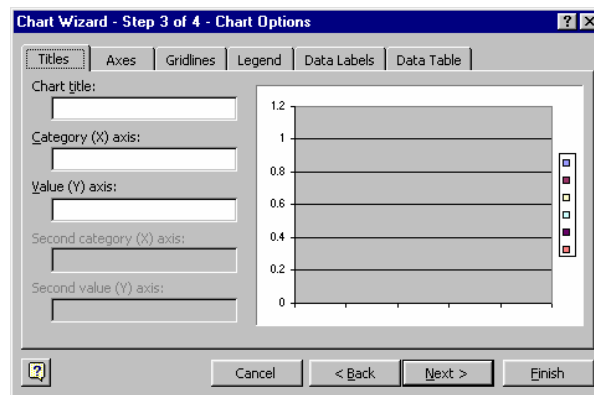 Chart Wizard - Step 3 of 4 - Chart Options
Titles Axes Gridlines Legend Data Labels Data Table
Chart title:
Category (X) axis:
Value (Y) axis:
Second category (X) axis:
Second value (Y) axis:
1.2
1
0.8
0.6
0.4
0.2
0
Cancel < Back Next > Finish